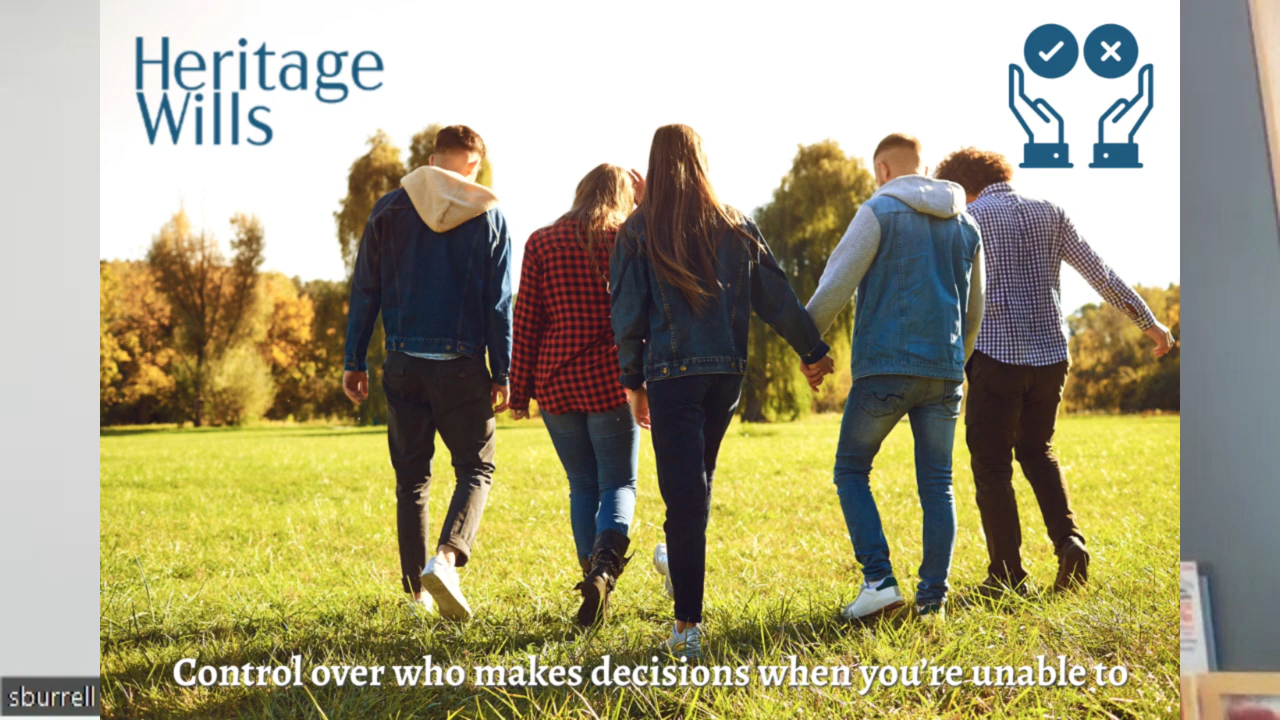 Heritage
Wills
Control over who makes decisions when you're unable to
sburrell